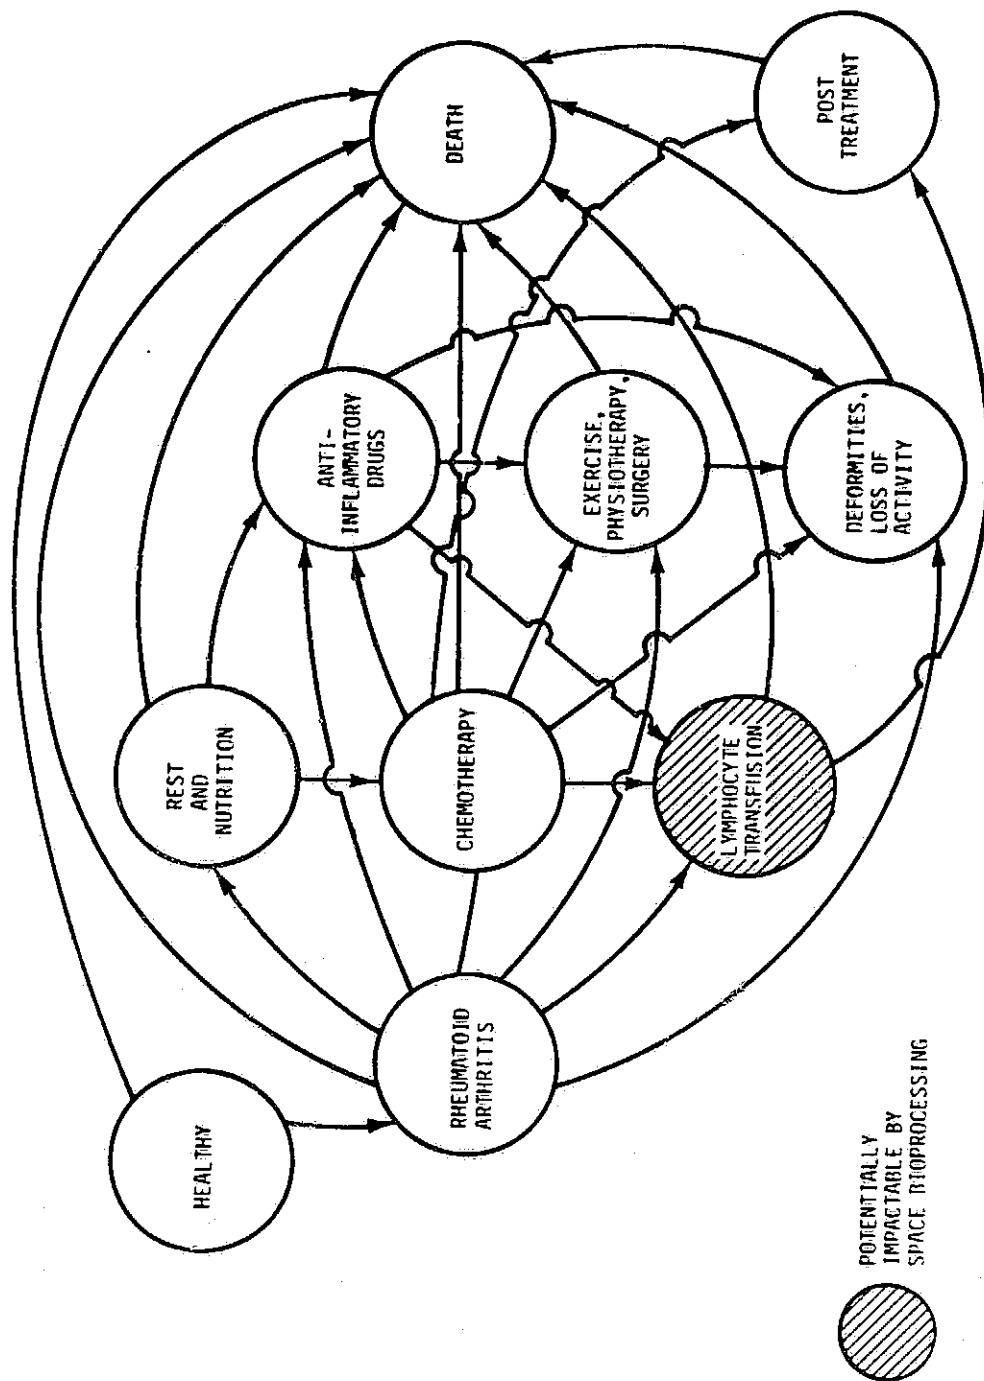 HEALTHY
RHEUMATOID
ARTHRITIS
REST
AND
NUTRITION
CHEMOTHERAPY
LYMPHOCYTE
TRANSFUSION
ANTI-
INFLAMMATORY
DRUGS
EXERCISE,
PHYSIOTHERAPY,
SURGERY
DEFORMITIES,
LOSS OF
ACTIVITY
DEATH
POST
TREATMENT
POTENTIALLY
IMPACTABLE BY
SPACE BIOPROCESSING